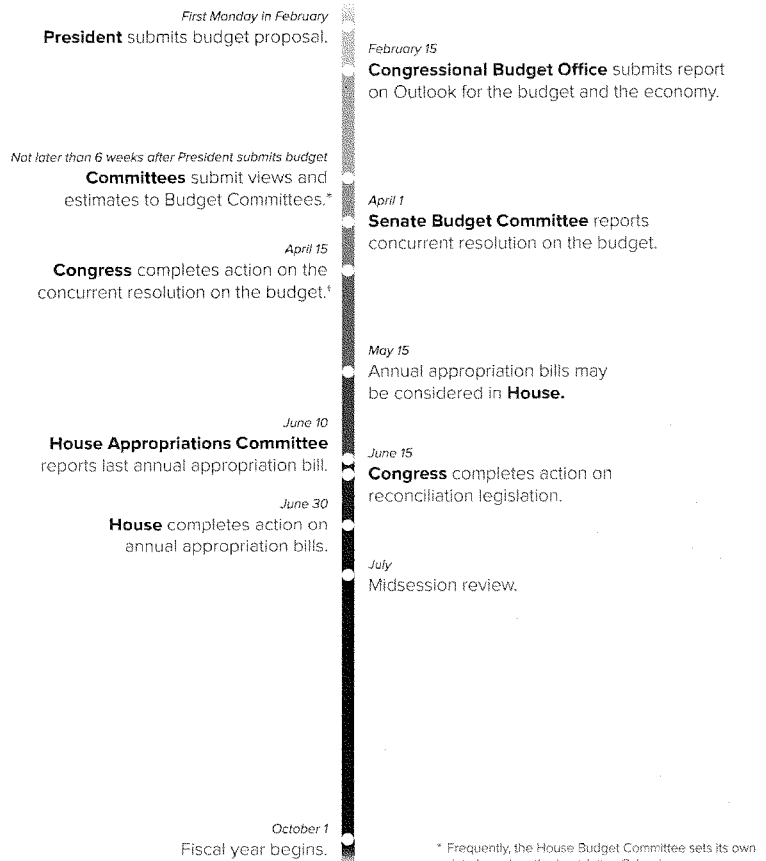 First Monday in February
President submits budget proposal.
February 15
Congressional Budget Office submits report
on Outlook for the budget and the economy.
Not later than 6 weeks after President submits budget
Committees submit views and
estimates to Budget Committees.*
April 1
Senate Budget Committee reports
concurrent resolution on the budget.
April 15
Congress completes action on the
concurrent resolution on the budget.†
May 15
Annual appropriation bills may
be considered in House.
June 10
House Appropriations Committee
reports last annual appropriation bill.
June 15
Congress completes action on
reconciliation legislation.
June 30
House completes action on
annual appropriation bills.
July
Midsession review.
October 1
Fiscal year begins.
* Frequently, the House Budget Committee sets its own